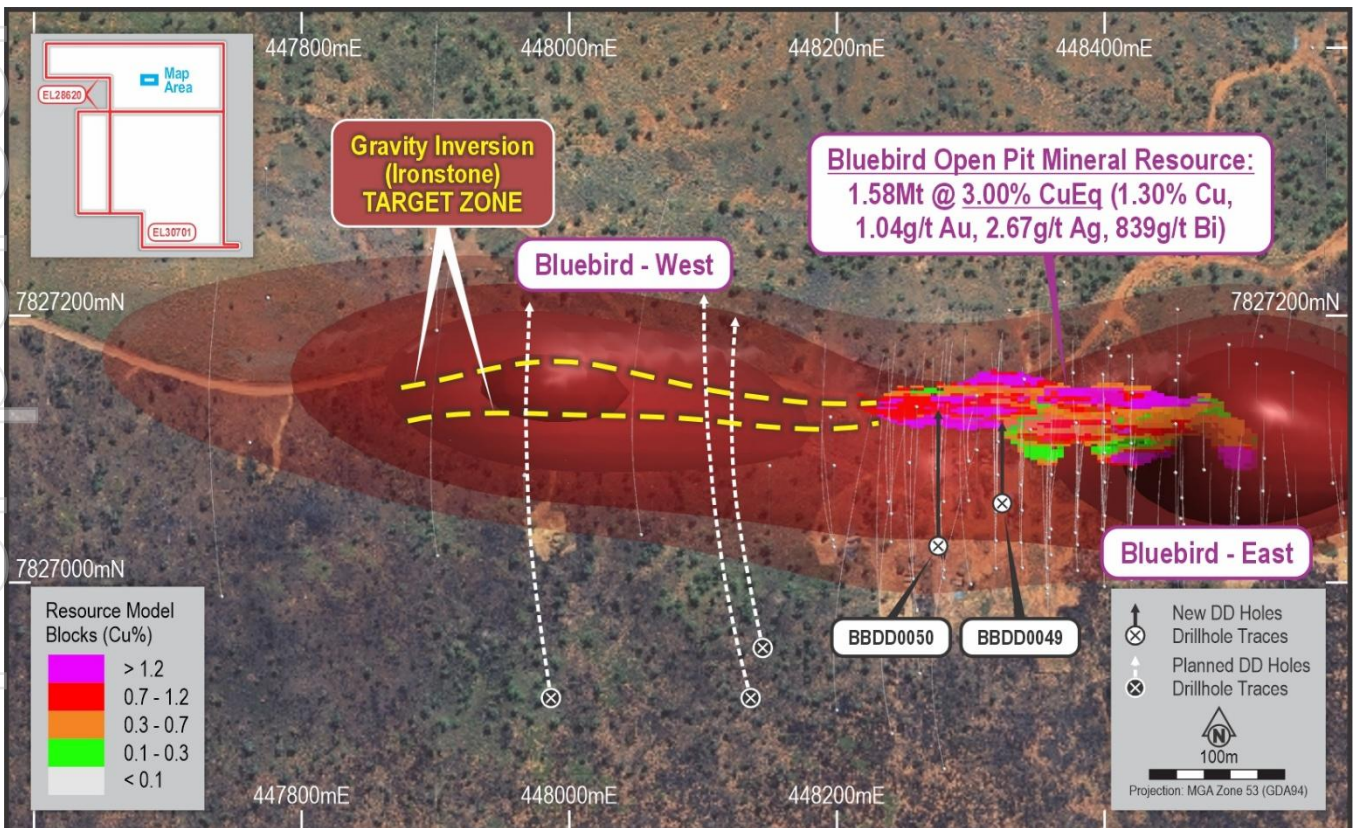 447800mE
448000mE
448200mE
448400mE
Map
Area
EL28620
EL30701
Gravity Inversion
(Ironstone)
TARGET ZONE
Bluebird Open Pit Mineral Resource:
1.58Mt @ 3.00% CuEq (1.30% Cu,
1.04g/t Au, 2.67g/t Ag, 839g/t Bi)
Bluebird - West
7827200mN
7827200mN
Bluebird - East
7827000mN
BBDD0050
BBDD0049
Resource Model
Blocks (Cu%)
> 1.2
0.7 - 1.2
0.3 - 0.7
0.1 - 0.3
< 0.1
New DD Holes
Drillhole Traces
Planned DD Holes
Drillhole Traces
N
100m
Projection: MGA Zone 53 (GDA94)
447800mE
448000mE
448200mE